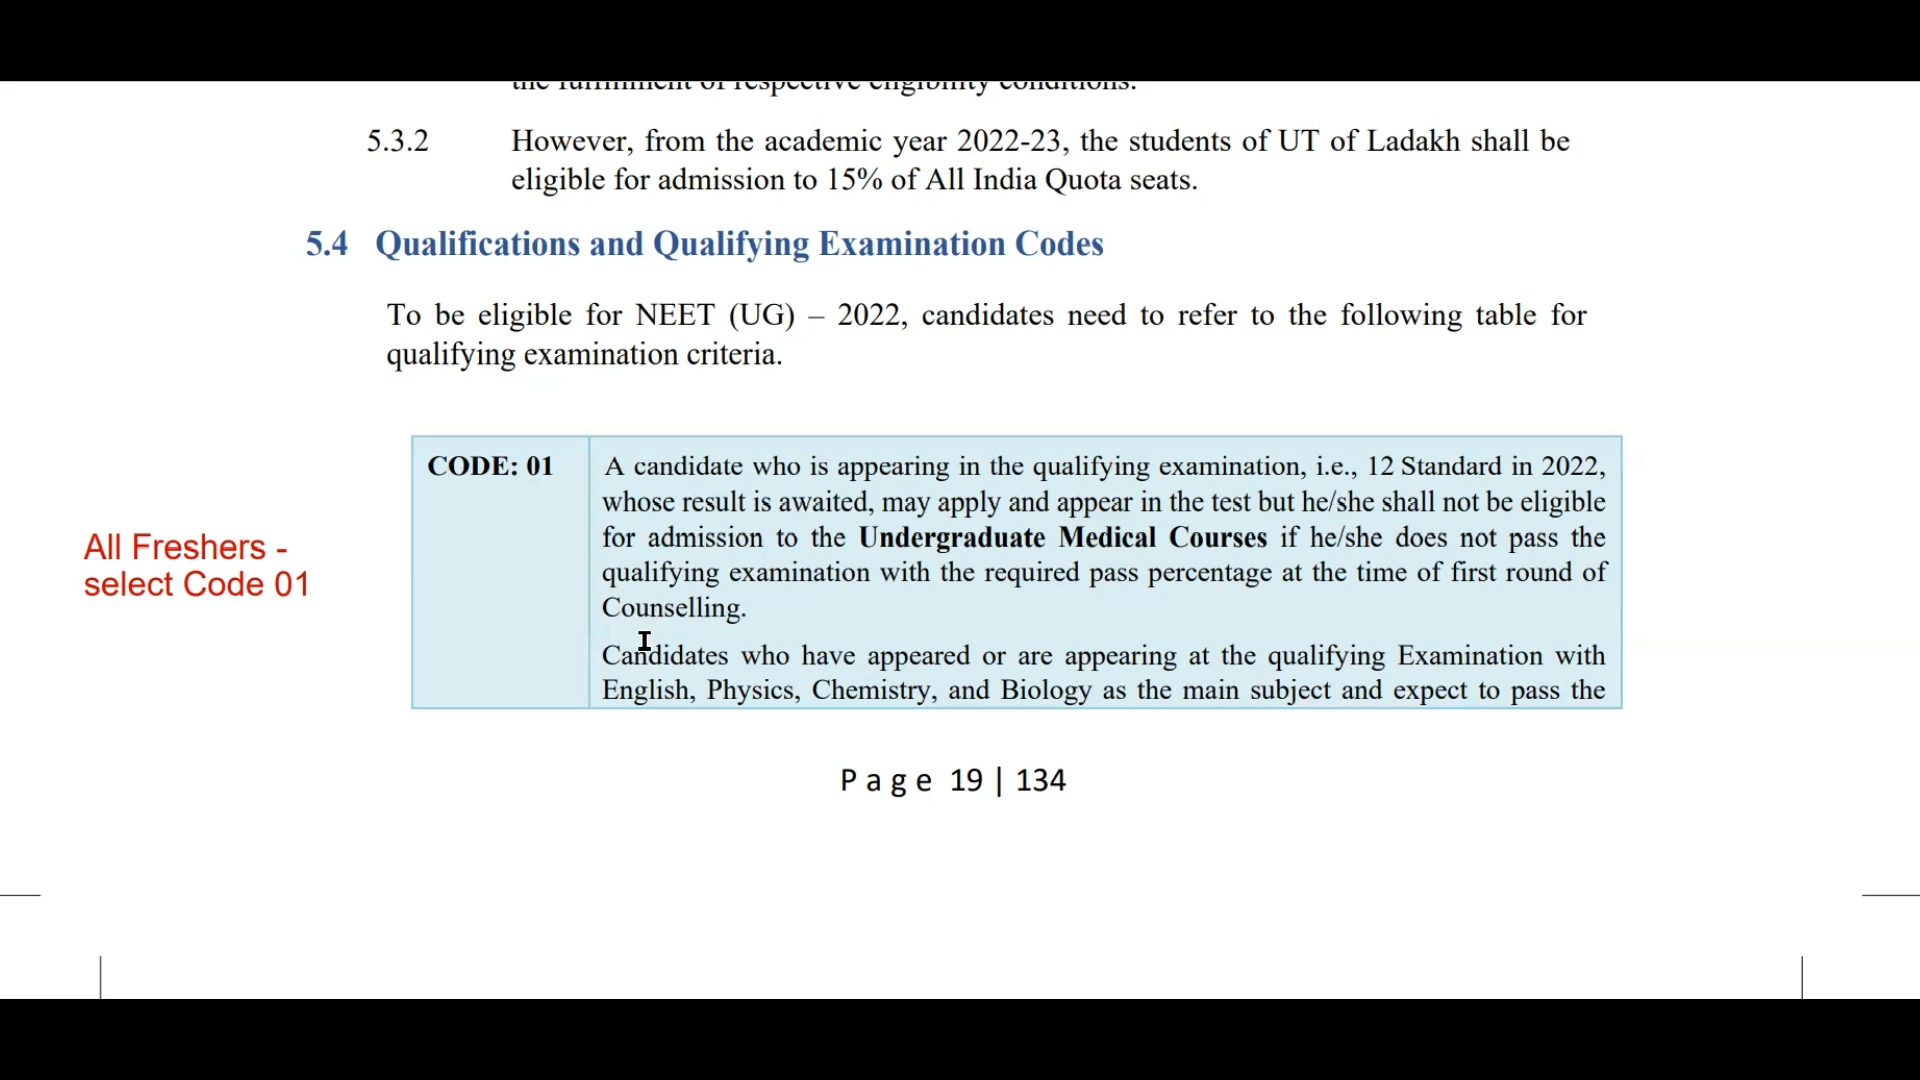 the fulfillment of respective eligibility conditions.
5.3.2 However, from the academic year 2022-23, the students of UT of Ladakh shall be
eligible for admission to 15% of All India Quota seats.
5.4 Qualifications and Qualifying Examination Codes
To be eligible for NEET (UG) – 2022, candidates need to refer to the following table for
qualifying examination criteria.
All Freshers -
select Code 01
CODE: 01
A candidate who is appearing in the qualifying examination, i.e., 12 Standard in 2022,
whose result is awaited, may apply and appear in the test but he/she shall not be eligible
for admission to the Undergraduate Medical Courses if he/she does not pass the
qualifying examination with the required pass percentage at the time of first round of
Counselling.
Candidates who have appeared or are appearing at the qualifying Examination with
English, Physics, Chemistry, and Biology as the main subject and expect to pass the
Page 19 | 134